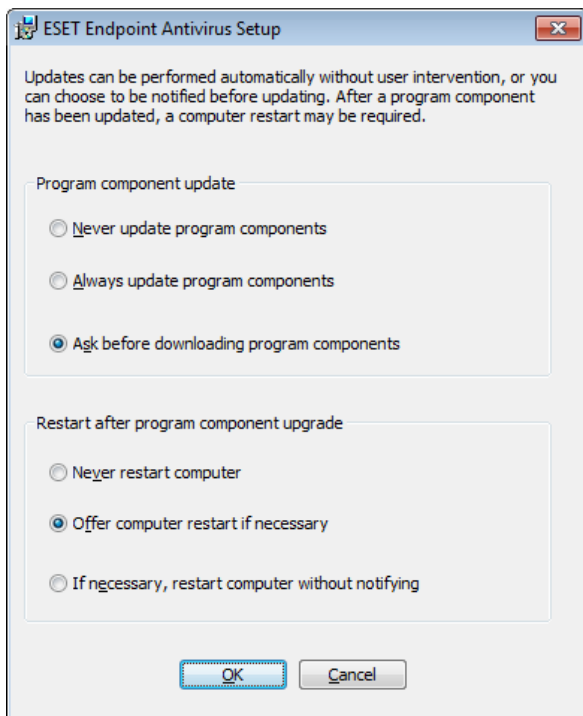 ESET Endpoint Antivirus Setup
Updates can be performed automatically without user intervention, or you
can choose to be notified before updating. After a program component
has been updated, a computer restart may be required.
Program component update
Never update program components
Always update program components
Ask before downloading program components
Restart after program component upgrade
Never restart computer
Offer computer restart if necessary
If necessary, restart computer without notifying
OK
Cancel